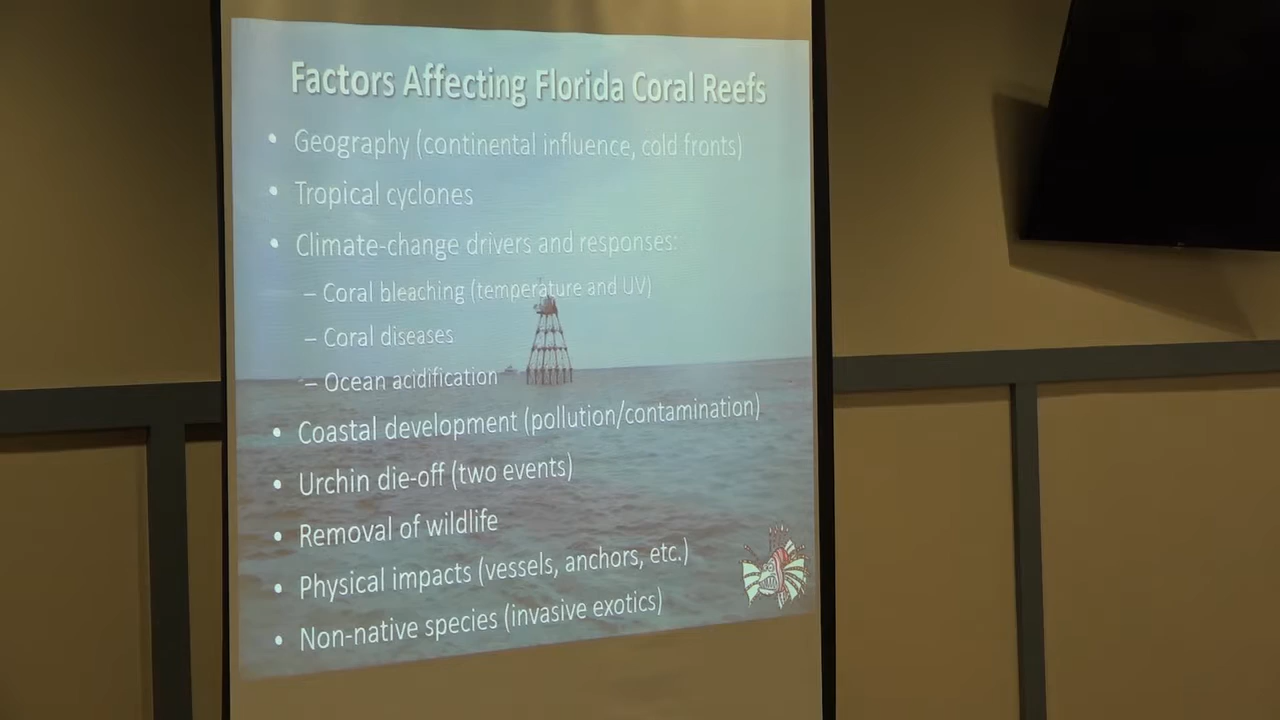 Factors Affecting Florida Coral Reefs
• Geography (continental influence, cold fronts)
• Tropical cyclones
• Climate-change drivers and responses:
– Coral bleaching (temperature and UV)
– Coral diseases
– Ocean acidification
• Coastal development (pollution/contamination)
• Urchin die-off (two events)
• Removal of wildlife
• Physical impacts (vessels, anchors, etc.)
• Non-native species (invasive exotics)